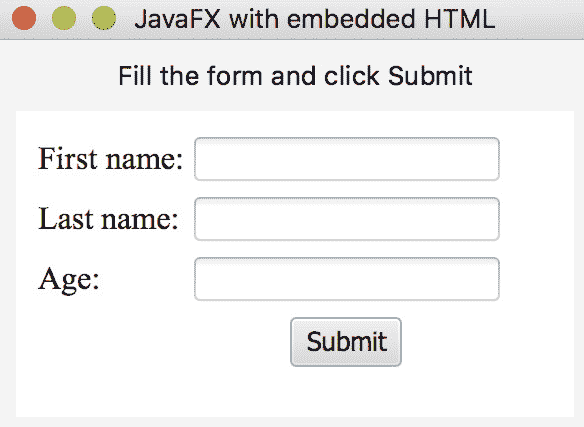 JavaFX with embedded HTML
Fill the form and click Submit
First name:
Last name:
Age:
Submit